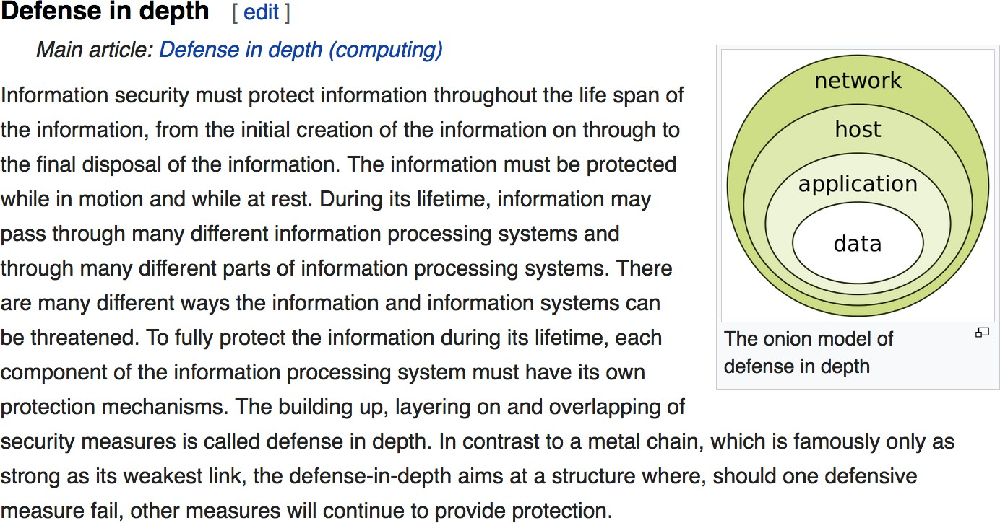 Defense in depth [ edit ]
Main article: Defense in depth (computing)
Information security must protect information throughout the life span of
the information, from the initial creation of the information on through to
the final disposal of the information. The information must be protected
while in motion and while at rest. During its lifetime, information may
pass through many different information processing systems and
through many different parts of information processing systems. There
are many different ways the information and information systems can
be threatened. To fully protect the information during its lifetime, each
component of the information processing system must have its own
protection mechanisms. The building up, layering on and overlapping of
security measures is called defense in depth. In contrast to a metal chain, which is famously only as
strong as its weakest link, the defense-in-depth aims at a structure where, should one defensive
measure fail, other measures will continue to provide protection.
network
host
application
data
The onion model of
defense in depth